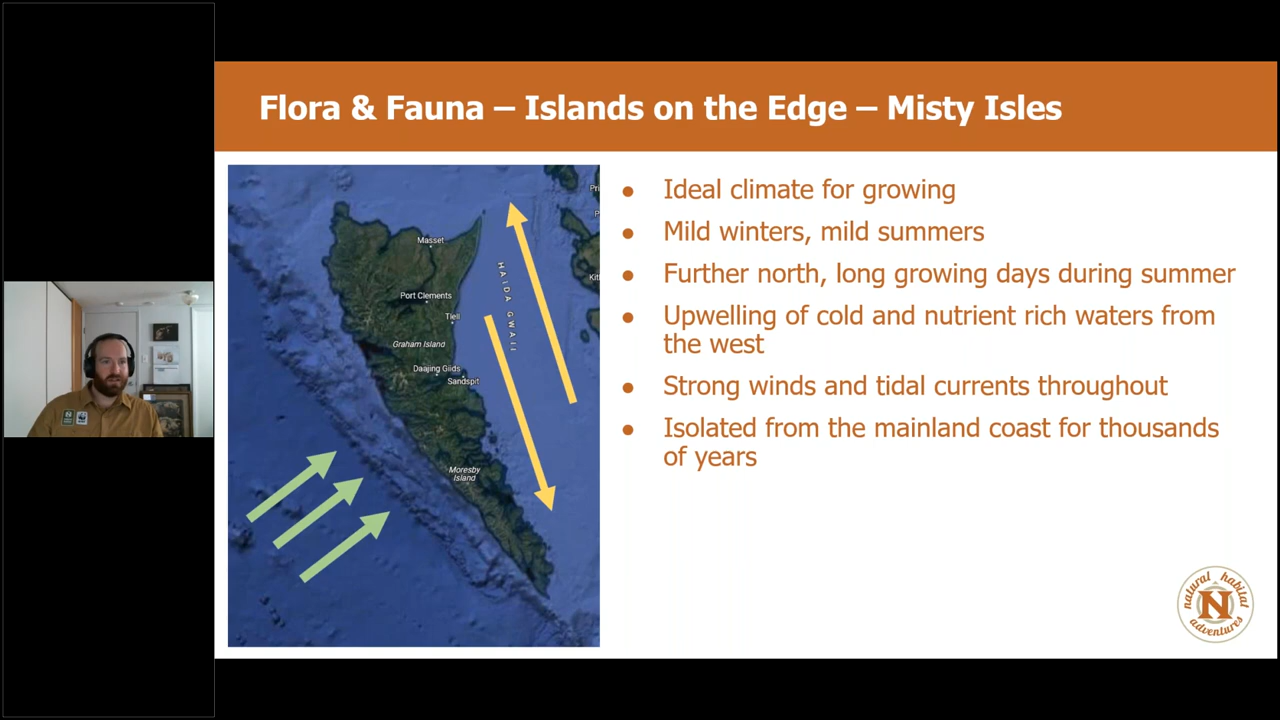 Flora & Fauna – Islands on the Edge – Misty Isles
Masset
Port Clements
Tlell
Graham Island
Daajing Giids
Sandspit
Moresby
Island
HAIDA GWAII
Pri
P
Kit
● Ideal climate for growing
● Mild winters, mild summers
● Further north, long growing days during summer
● Upwelling of cold and nutrient rich waters from
the west
● Strong winds and tidal currents throughout
● Isolated from the mainland coast for thousands
of years
natural habitat
N
adventures